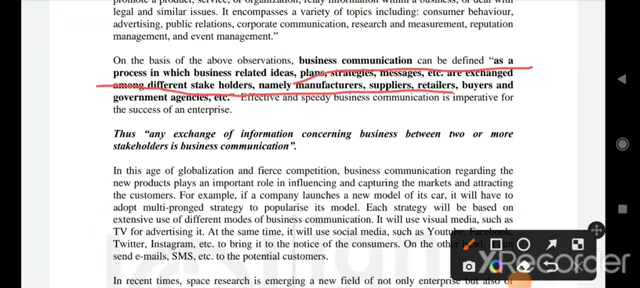 promote a product, service, or organization; relay information within a business; or deal with
legal and similar issues. It encompasses a variety of topics including: consumer behaviour,
advertising, public relations, corporate communication, research and measurement, reputation
management, and event management.”
On the basis of the above observations, business communication can be defined “as a
process in which business related ideas, plans, strategies, messages, etc. are exchanged
among different stake holders, namely manufacturers, suppliers, retailers, buyers and
government agencies, etc.” Effective and speedy business communication is imperative for
the success of an enterprise.
Thus “any exchange of information concerning business between two or more
stakeholders is business communication”.
In this age of globalization and fierce competition, business communication regarding the
new products plays an important role in influencing and capturing the markets and attracting
the customers. For example, if a company launches a new model of its car, it will have to
adopt multi-pronged strategy to popularise its model. Each strategy will be based on
extensive use of different modes of business communication. It will use visual media, such as
TV for advertising it. At the same time, it will use social media, such as Youtube, Facebook,
Twitter, Instagram, etc. to bring it to the notice of the consumers. On the other
send e-mails, SMS, etc. to the potential customers.
In recent times, space research is emerging a new field of not only enterprise but also of
XRECORDER